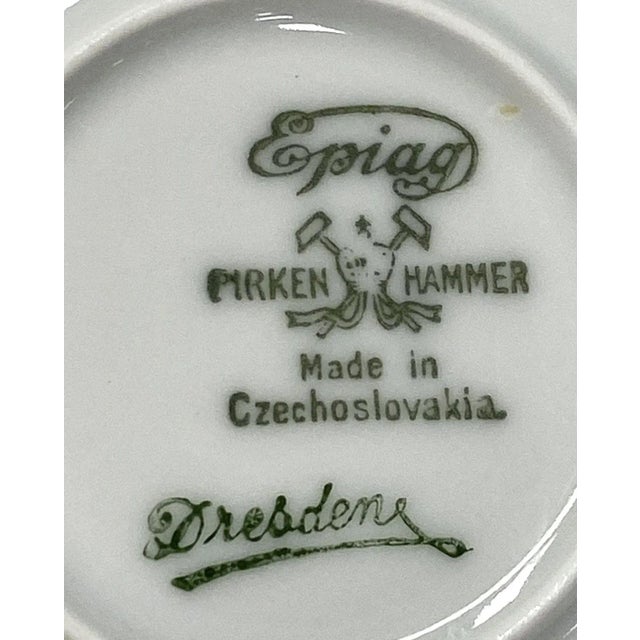 Epiag
PIRKEN HAMMER
Made in
Czechoslovakia.
Dresden